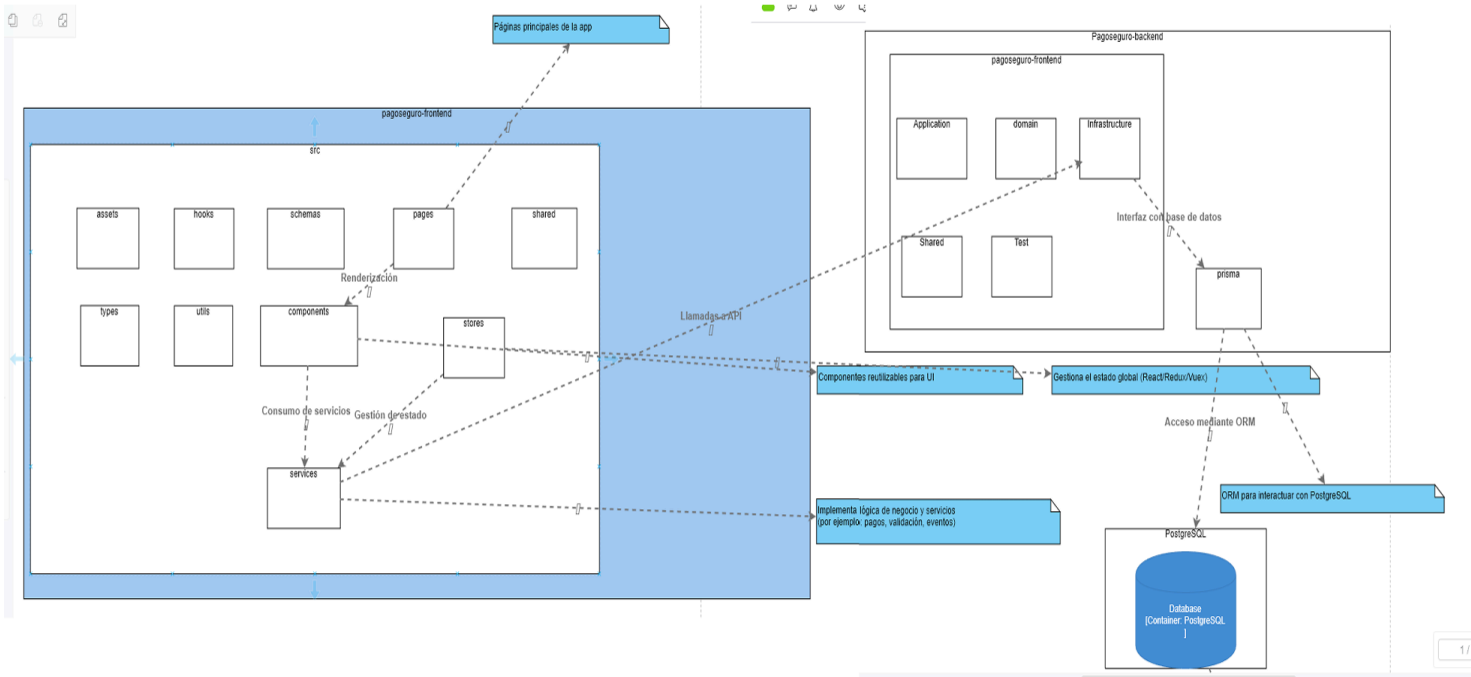 Páginas principales de la app
Pagoseguro-backend
pagoseguro-frontend
pagoseguro-frontend
src
Application
domain
Infrastructure
assets
hooks
schemas
pages
shared
Interfaz con base de datos
Shared
Test
prisma
Renderización
types
utils
components
stores
Llamadas a API
Componentes reutilizables para UI
Gestiona el estado global (React/Redux/Vuex)
Consumo de servicios
Gestión de estado
Acceso mediante ORM
services
ORM para interactuar con PostgreSQL
Implementa lógica de negocio y servicios
(por ejemplo: pagos, validación, eventos)
PostgreSQL
Database
[Container: PostgreSQL
]
1 /